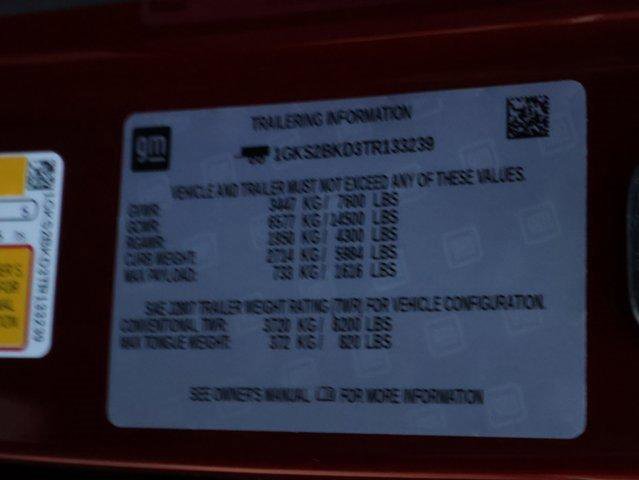 TRAILERING INFORMATION
gm
1GKS2BKD3TR133239
VEHICLE AND TRAILER MUST NOT EXCEED ANY OF THESE VALUES.
GVWR: 3447 KG / 7600 LBS
GCWR: 6577 KG / 14500 LBS
RGAWR: 1950 KG / 4300 LBS
CURB WEIGHT: 2714 KG / 5984 LBS
MAX PAYLOAD: 733 KG / 1616 LBS
SAE J2807 TRAILER WEIGHT RATING (TWR) FOR VEHICLE CONFIGURATION.
CONVENTIONAL TWR: 3720 KG / 8200 LBS
MAX TONGUE WEIGHT: 372 KG / 820 LBS
SEE OWNER'S MANUAL FOR MORE INFORMATION
1GKS2BKD3TR133239